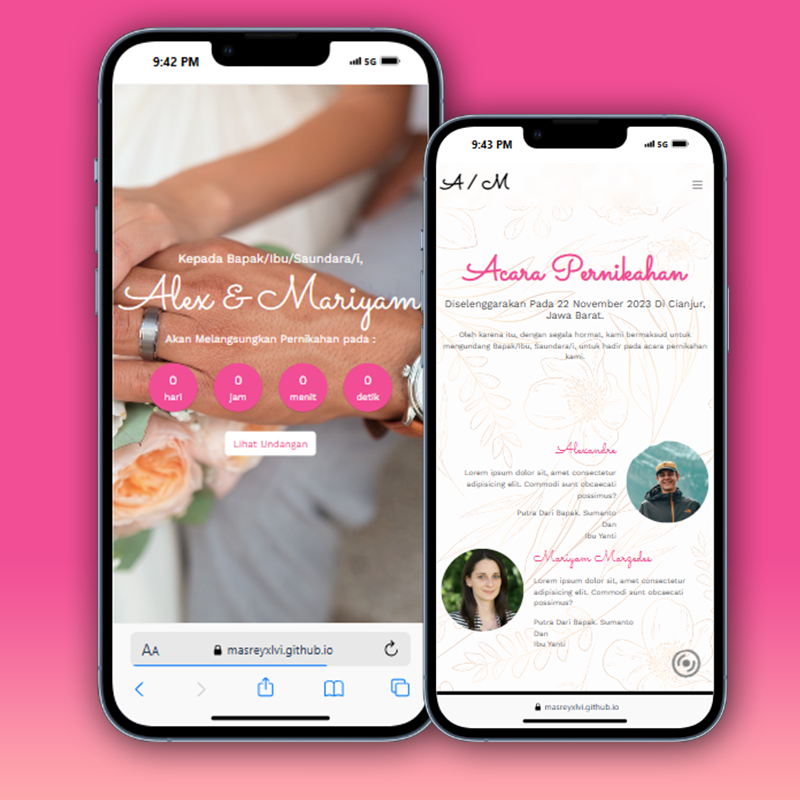 9:42 PM
5G
Kepada Bapak/Ibu/Saundara/i,
Alex & Mariyam
Akan Melangsungkan Pernikahan pada :
0 0 0 0
hari jam menit detik
Lihat Undangan
AA masreyxlvi.github.io
9:43 PM
5G
A / M
Acara Pernikahan
Diselenggarakan Pada 22 November 2023 Di Cianjur,
Jawa Barat.
Oleh karena itu, dengan segala hormat, kami bermaksud untuk
mengundang Bapak/Ibu, Saundara/i, untuk hadir pada acara pernikahan
kami.
Alexandre
Lorem ipsum dolor sit, amet consectetur
adipisicing elit. Commodi sunt obcaecati
possimus?
Putra Dari Bapak. Sumanto
Dan
Ibu Yanti
Mariyam Margedes
Lorem ipsum dolor sit, amet consectetur
adipisicing elit. Commodi sunt obcaecati
possimus?
Putra Dari Bapak. Sumanto
Dan
Ibu Yanti
masreyxlvi.github.io